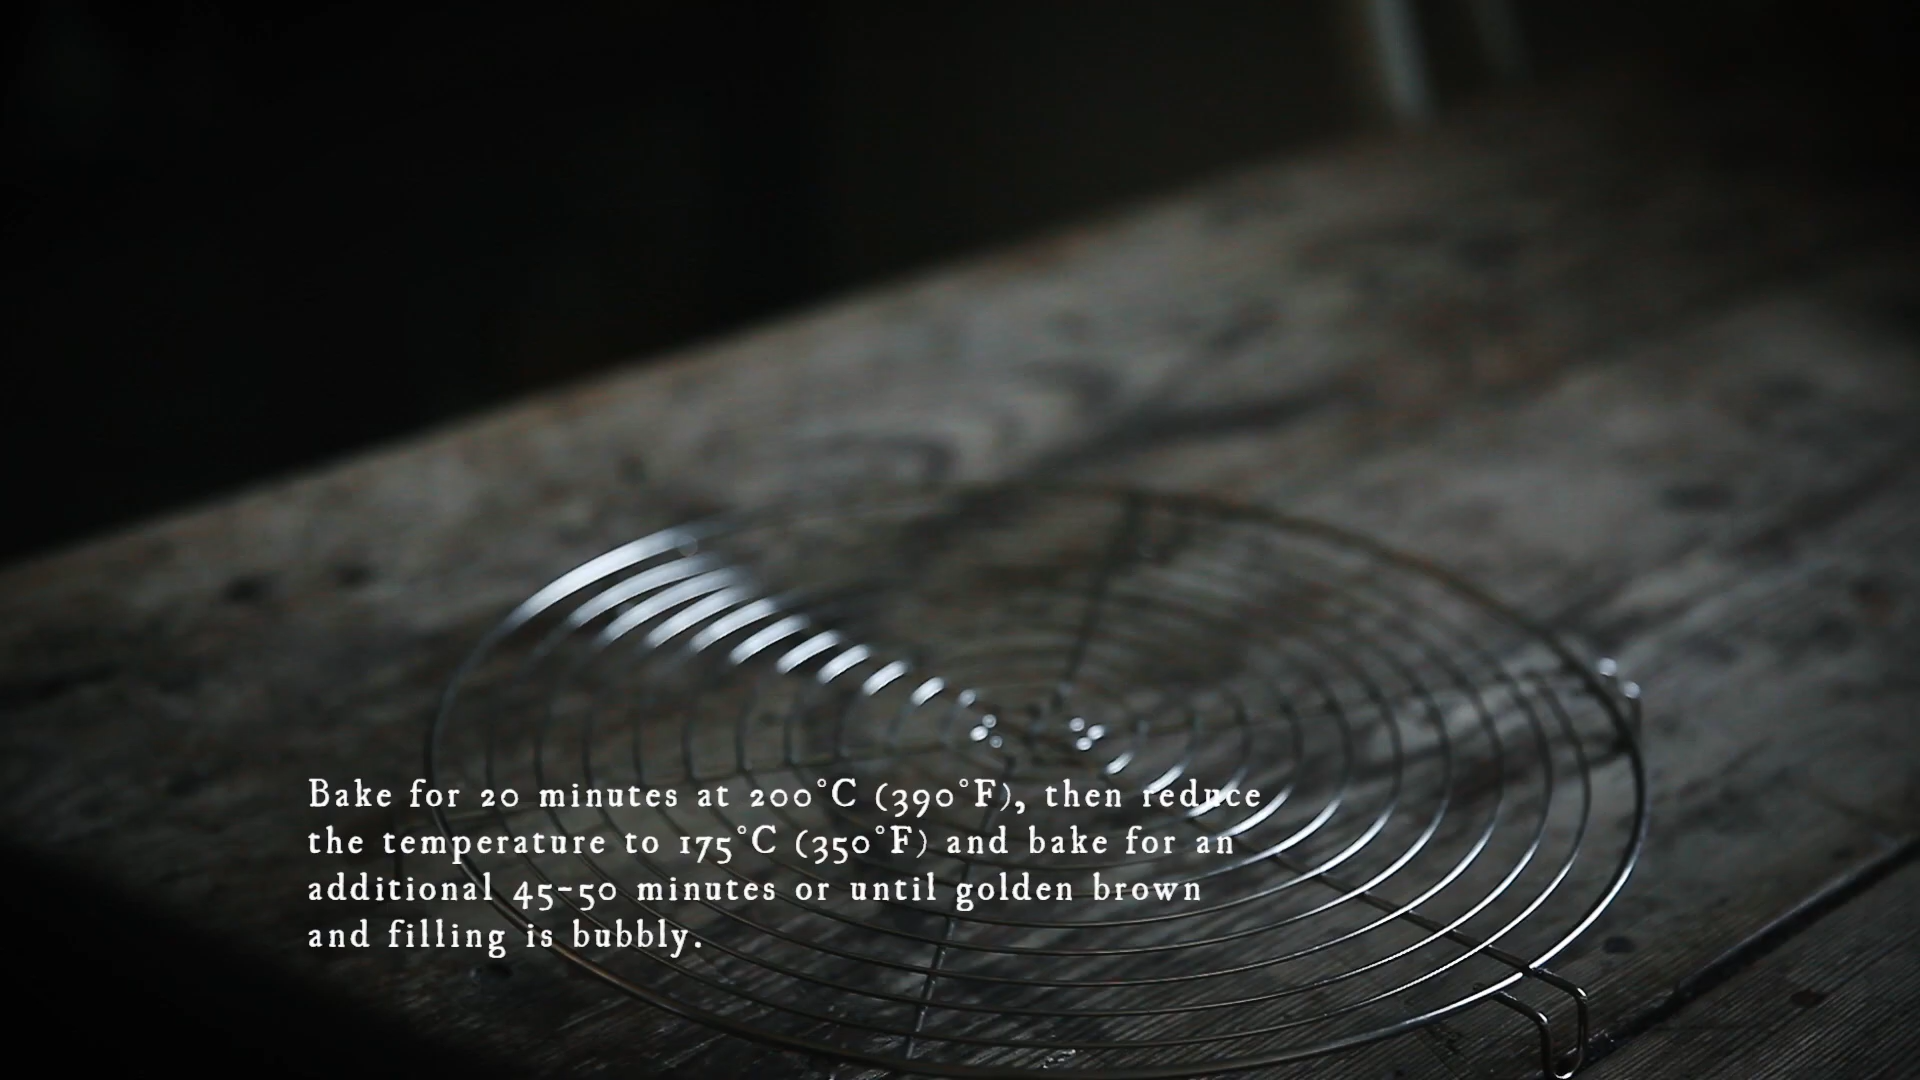 Bake for 20 minutes at 200°C (390°F), then reduce
the temperature to 175°C (350°F) and bake for an
additional 45-50 minutes or until golden brown
and filling is bubbly.